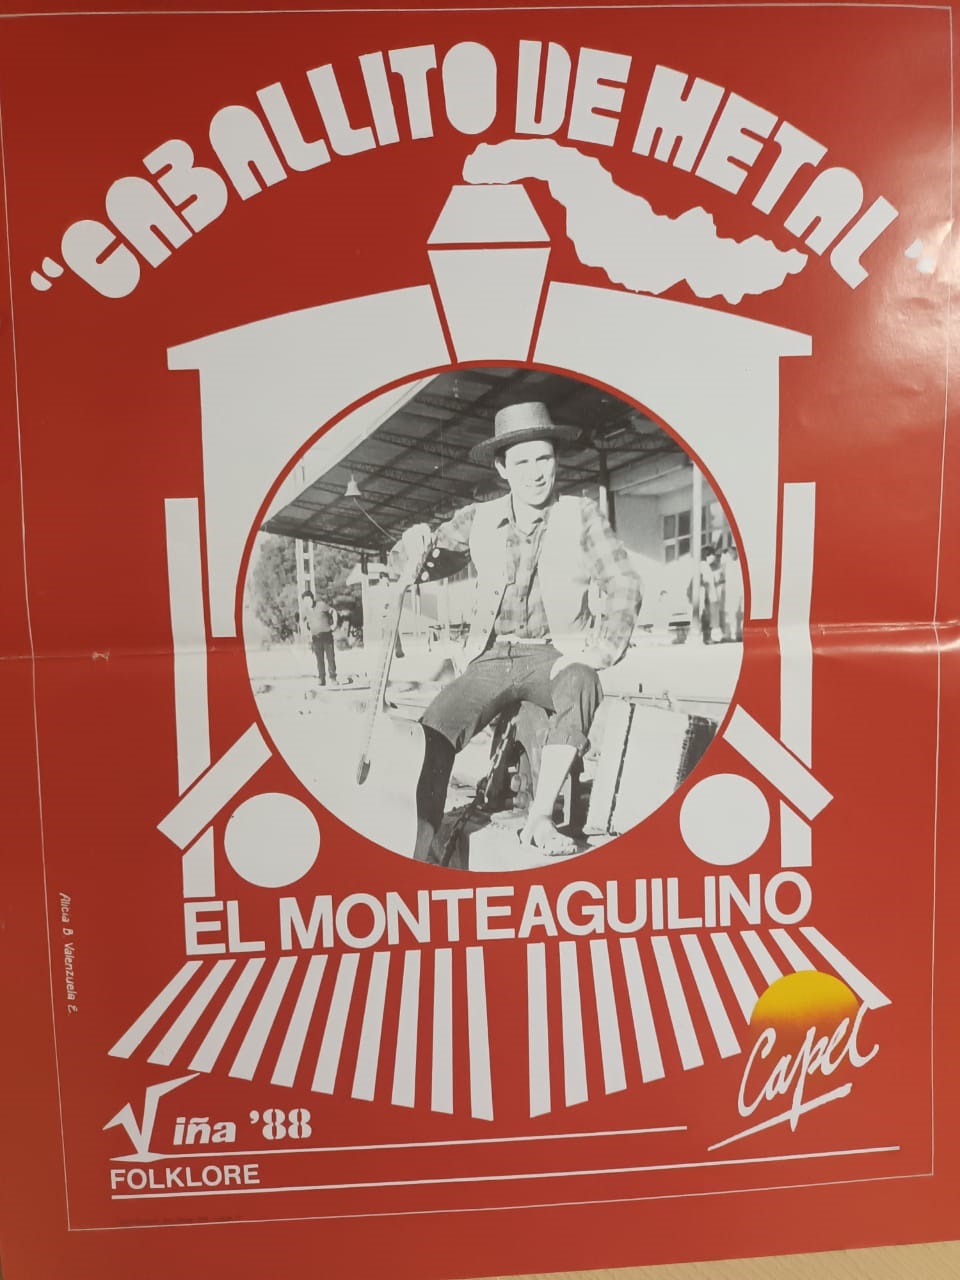 "CABALLITO DE METAL"
EL MONTEAGUILINO
Alicia B Valenzuela E.
Capel
Viña '88
FOLKLORE